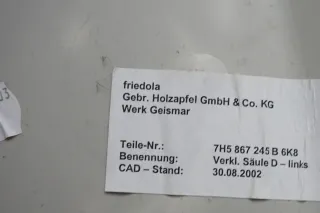 friedola
Gebr. Holzapfel GmbH & Co. KG
Werk Geismar
Teile-Nr.: 7H5 867 245 B 6K8
Benennung: Verkl. Säule D – links
CAD – Stand: 30.08.2002
03